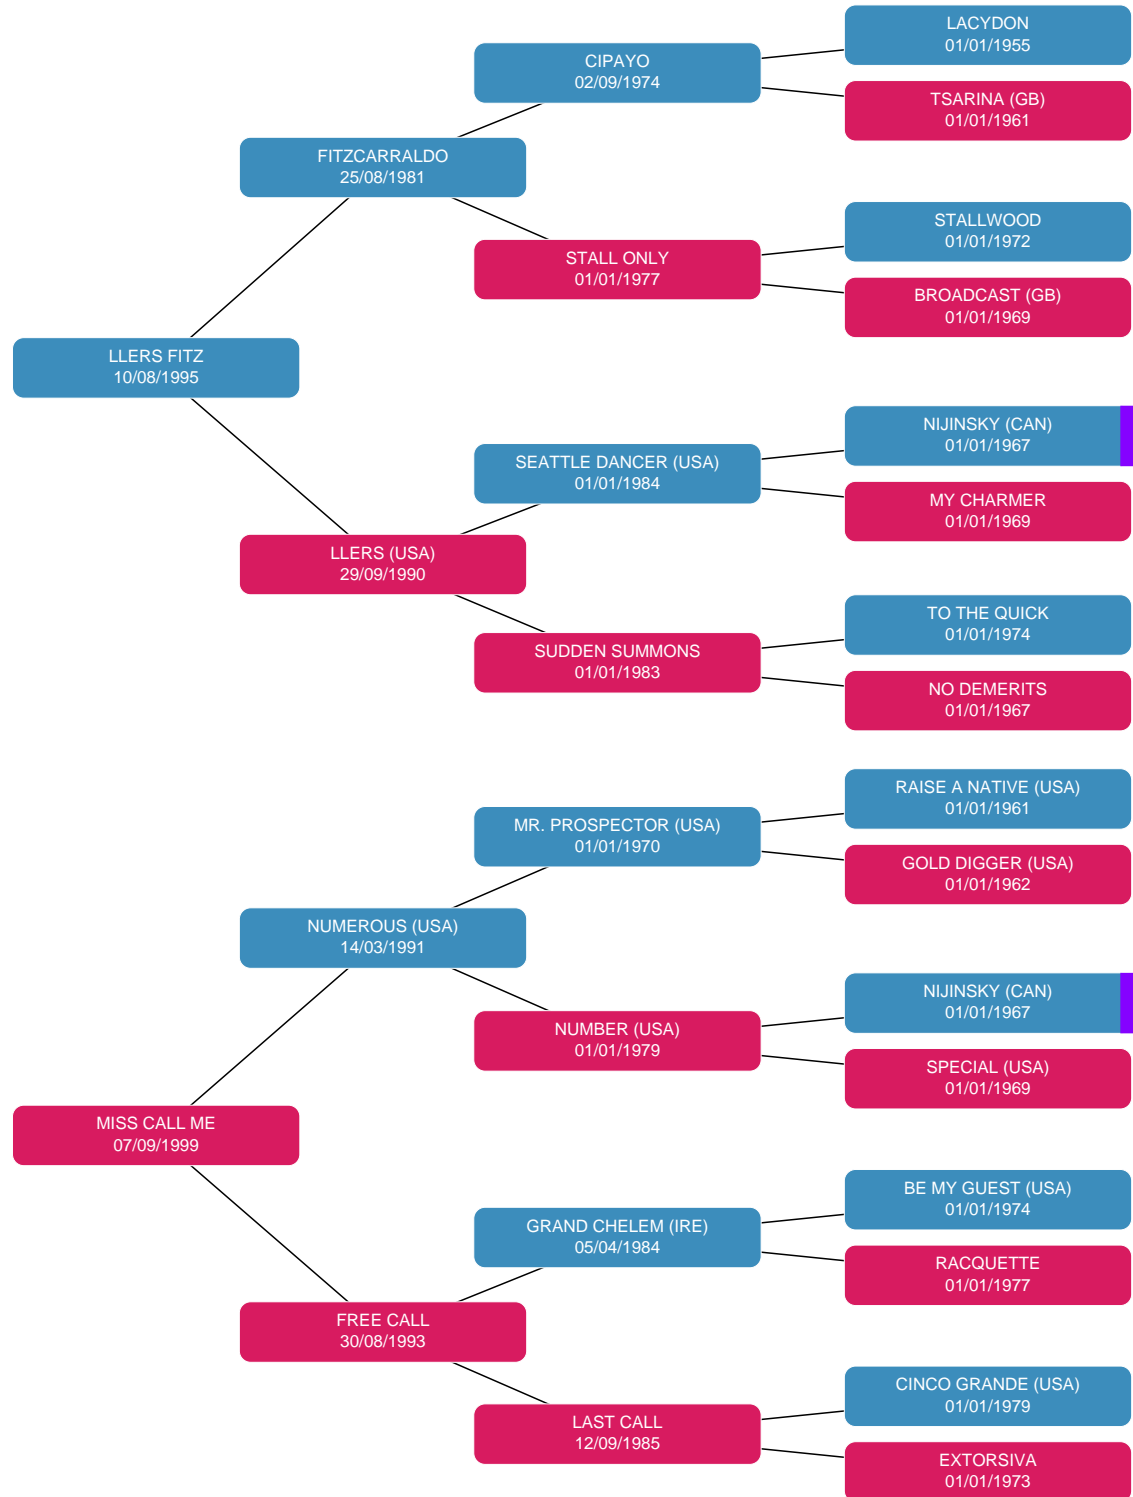 LACYDON
01/01/1955
CIPAYO
02/09/1974
TSARINA (GB)
01/01/1961
FITZCARRALDO
25/08/1981
STALLWOOD
01/01/1972
STALL ONLY
01/01/1977
BROADCAST (GB)
01/01/1969
LLERS FITZ
10/08/1995
NIJINSKY (CAN)
01/01/1967
SEATTLE DANCER (USA)
01/01/1984
MY CHARMER
01/01/1969
LLERS (USA)
29/09/1990
TO THE QUICK
01/01/1974
SUDDEN SUMMONS
01/01/1983
NO DEMERITS
01/01/1967
RAISE A NATIVE (USA)
01/01/1961
MR. PROSPECTOR (USA)
01/01/1970
GOLD DIGGER (USA)
01/01/1962
NUMEROUS (USA)
14/03/1991
NIJINSKY (CAN)
01/01/1967
NUMBER (USA)
01/01/1979
SPECIAL (USA)
01/01/1969
MISS CALL ME
07/09/1999
BE MY GUEST (USA)
01/01/1974
GRAND CHELEM (IRE)
05/04/1984
RACQUETTE
01/01/1977
FREE CALL
30/08/1993
CINCO GRANDE (USA)
01/01/1979
LAST CALL
12/09/1985
EXTORSIVA
01/01/1973